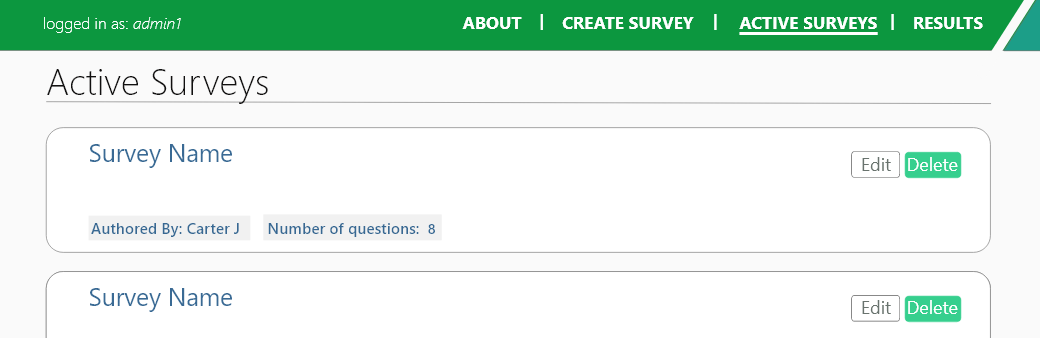 logged in as: admin1 ABOUT | CREATE SURVEY | ACTIVE SURVEYS | RESULTS
Active Surveys
Survey Name
Edit Delete
Authored By: Carter J Number of questions: 8
Survey Name
Edit Delete